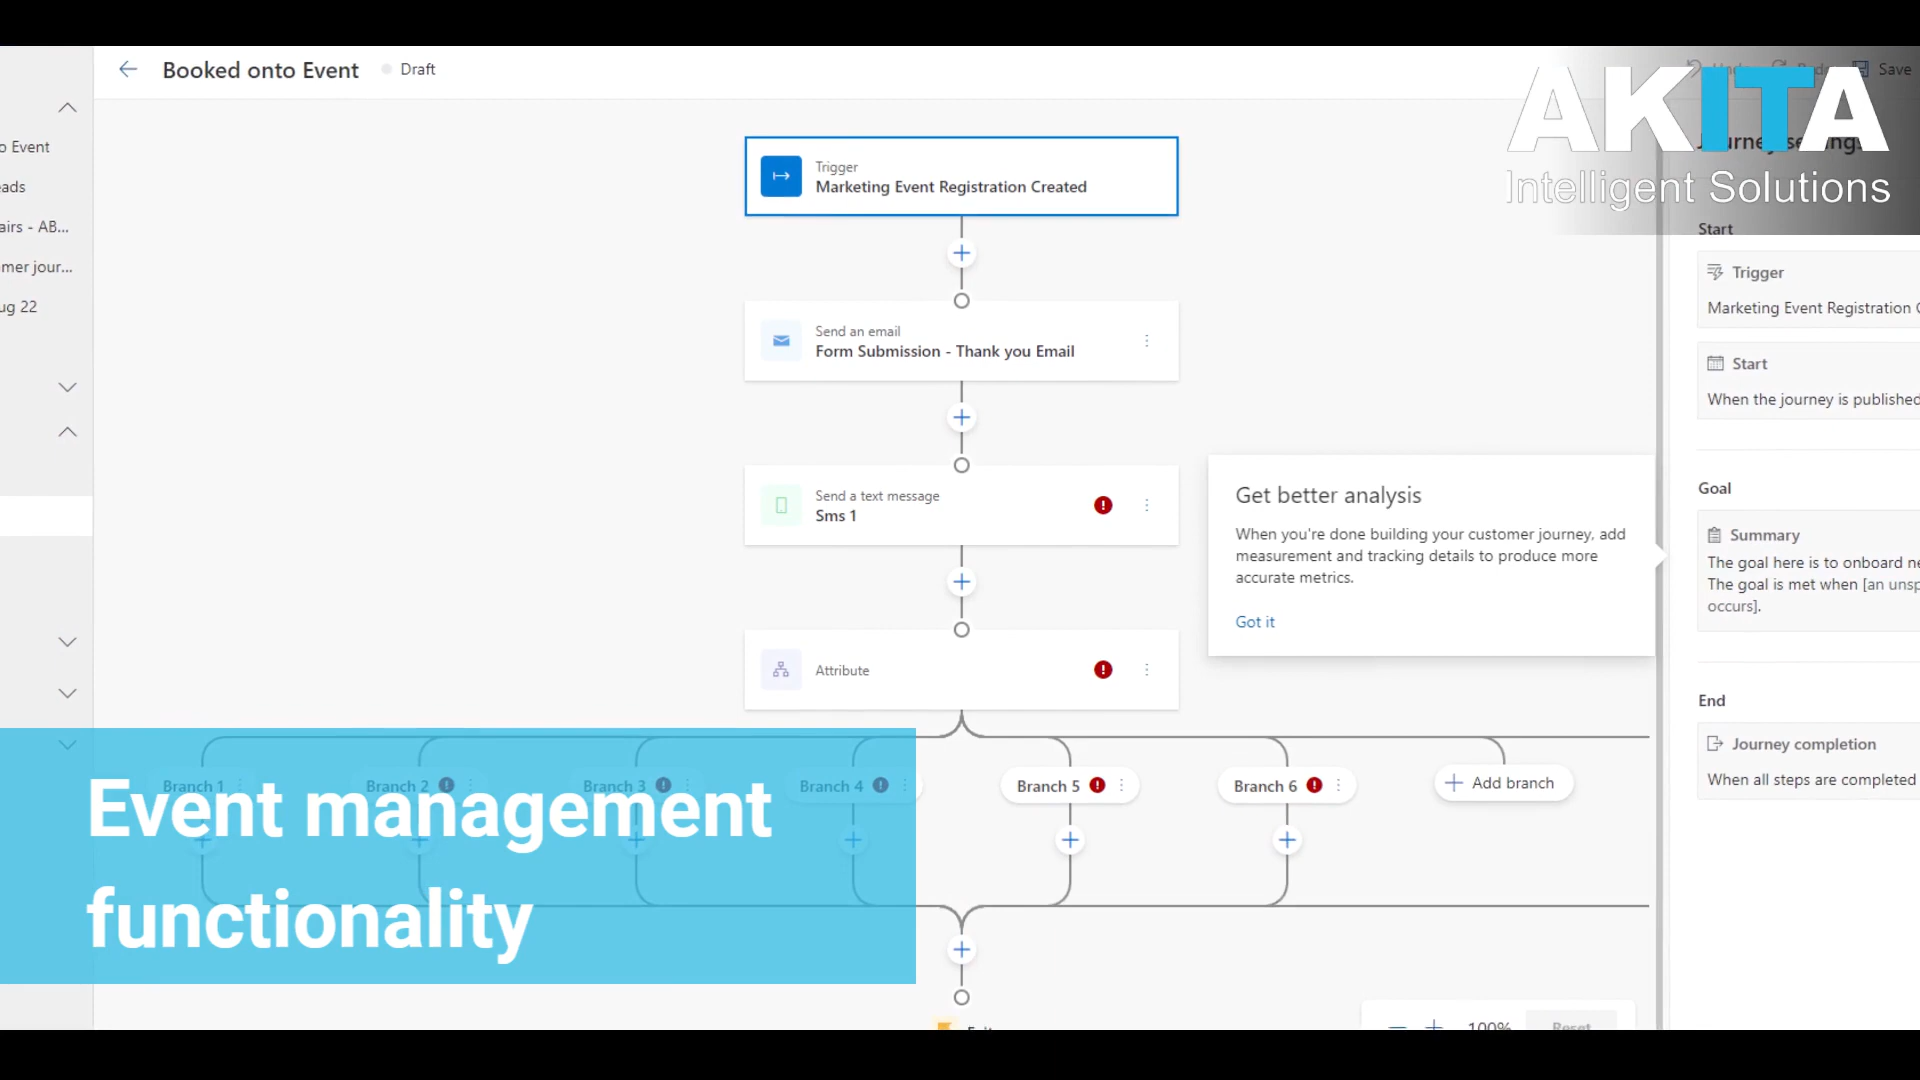 Booked onto Event
Draft
Save
AKITA
Intelligent Solutions
o Event
eads
airs - AB...
mer jour...
ug 22
Trigger
Marketing Event Registration Created
Send an email
Form Submission - Thank you Email
Send a text message
Sms 1
Attribute
Branch 1
Branch 2
Branch 3
Branch 4
Branch 5
Branch 6
Add branch
Get better analysis
When you're done building your customer journey, add
measurement and tracking details to produce more
accurate metrics.
Got it
Start
Trigger
Marketing Event Registration
Start
When the journey is published
Goal
Summary
The goal here is to onboard ne
The goal is met when [an unsp
occurs].
End
Journey completion
When all steps are completed
Event management
functionality
100%
Reset